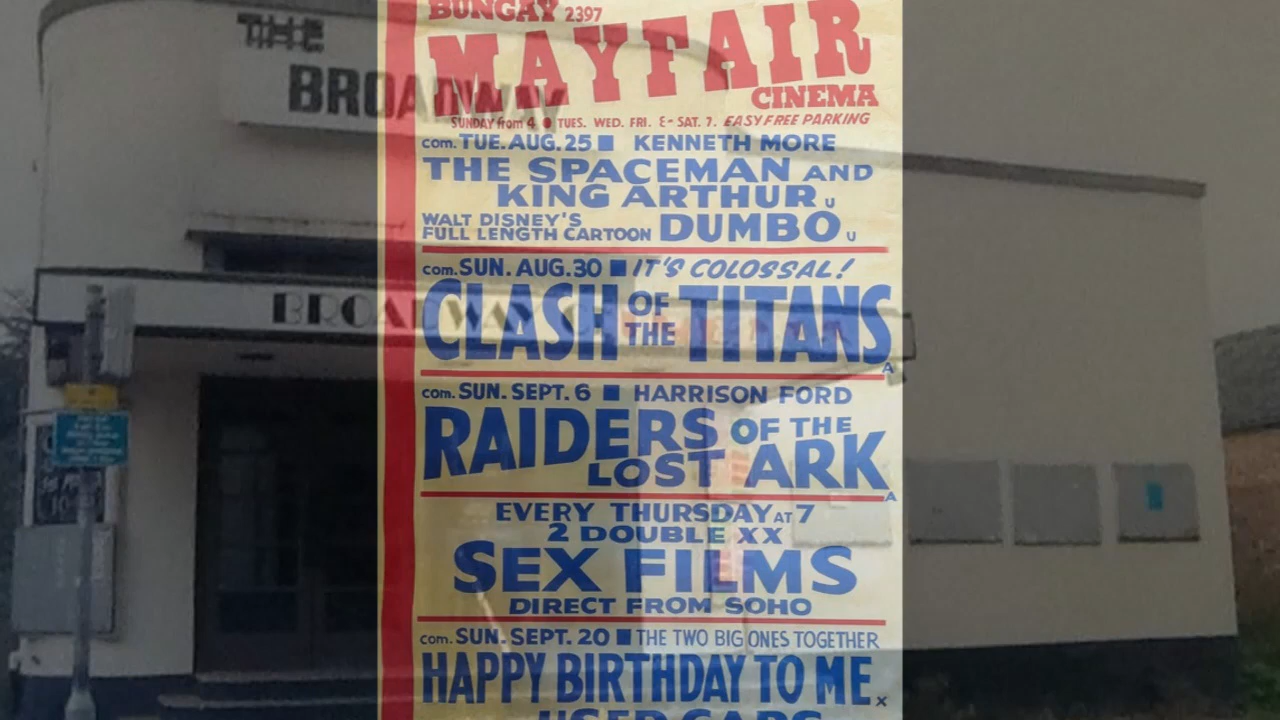 THE
BROADWAY
BROADWAY
BUNGAY 2397
MAYFAIR
CINEMA
SUNDAY from 4 ● TUES. WED. FRI. & SAT. 7. EASY FREE PARKING
com. TUE. AUG. 25 ■ KENNETH MORE
THE SPACEMAN AND
KING ARTHUR U
WALT DISNEY'S
FULL LENGTH CARTOON DUMBO U
com. SUN. AUG. 30 ■ IT'S COLOSSAL!
CLASH OF THE TITANS A
com. SUN. SEPT. 6 ■ HARRISON FORD
RAIDERS OF THE
LOST ARK A
EVERY THURSDAY AT 7
2 DOUBLE XX
SEX FILMS
DIRECT FROM SOHO
com. SUN. SEPT. 20 ■ THE TWO BIG ONES TOGETHER
HAPPY BIRTHDAY TO ME X
USED CARS